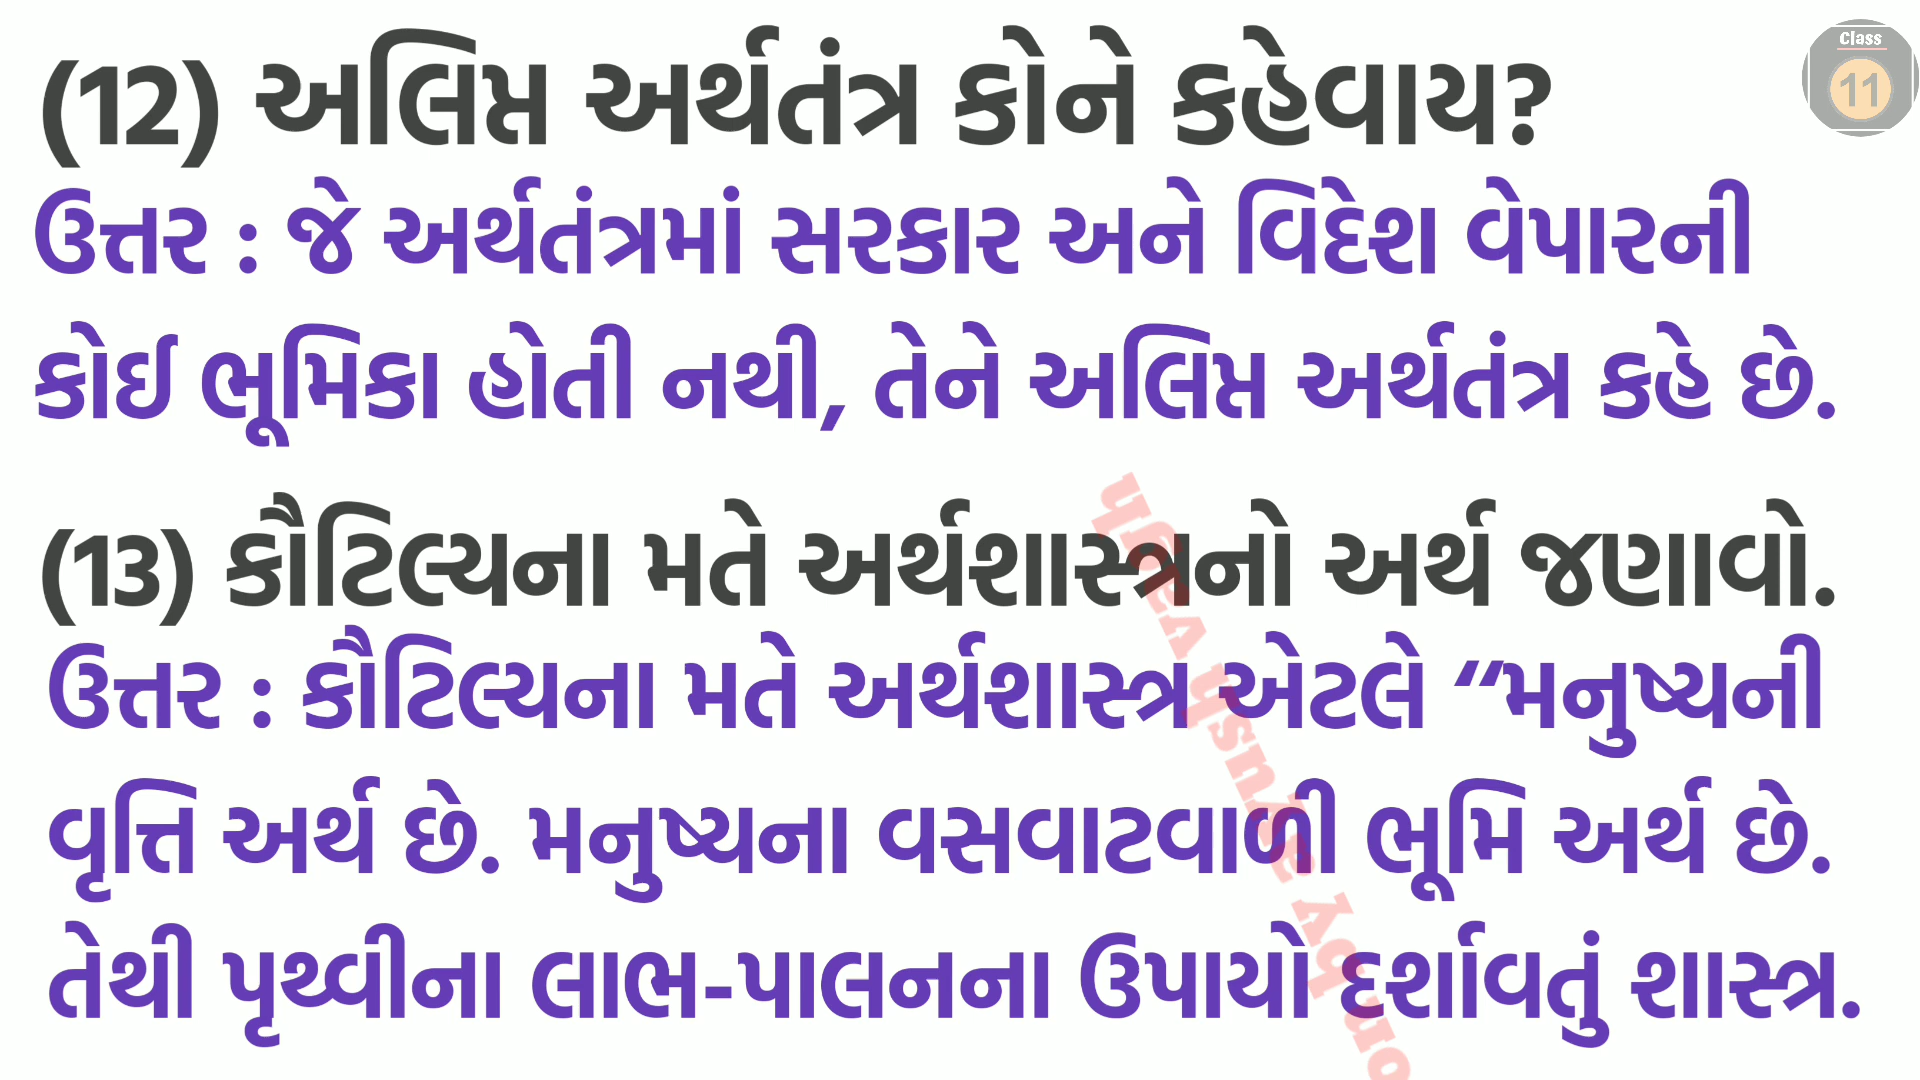 Class
11
(12) અલિપ્ત અર્થતંત્ર કોને કહેવાય?
ઉત્તર : જે અર્થતંત્રમાં સરકાર અને વિદેશ વેપારની
કોઈ ભૂમિકા હોતી નથી, તેને અલિપ્ત અર્થતંત્ર કહે છે.
(13) કૌટિલ્યના મતે અર્થશાસ્ત્રનો અર્થ જણાવો.
ઉત્તર : કૌટિલ્યના મતે અર્થશાસ્ત્ર એટલે “મનુષ્યની
વૃત્તિ અર્થ છે. મનુષ્યના વસવાટવાળી ભૂમિ અર્થ છે.
તેથી પૃથ્વીના લાભ-પાલનના ઉપાયો દર્શાવતું શાસ્ત્ર.